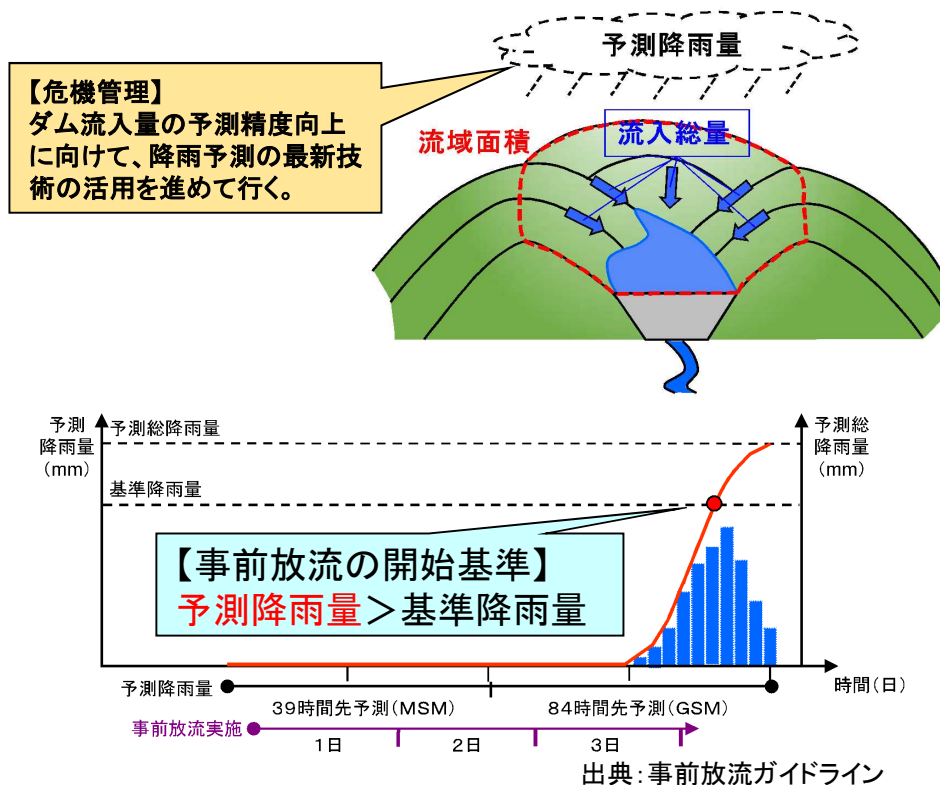 予測降雨量
【危機管理】
ダム流入量の予測精度向上
に向けて、降雨予測の最新技
術の活用を進めて行く。
流域面積
流入総量
予測
降雨量
(mm)
予測総降雨量
予測総
降雨量
(mm)
基準降雨量
【事前放流の開始基準】
予測降雨量>基準降雨量
予測降雨量
時間(日)
39時間先予測(MSM)
84時間先予測(GSM)
事前放流実施
1日
2日
3日
出典:事前放流ガイドライン